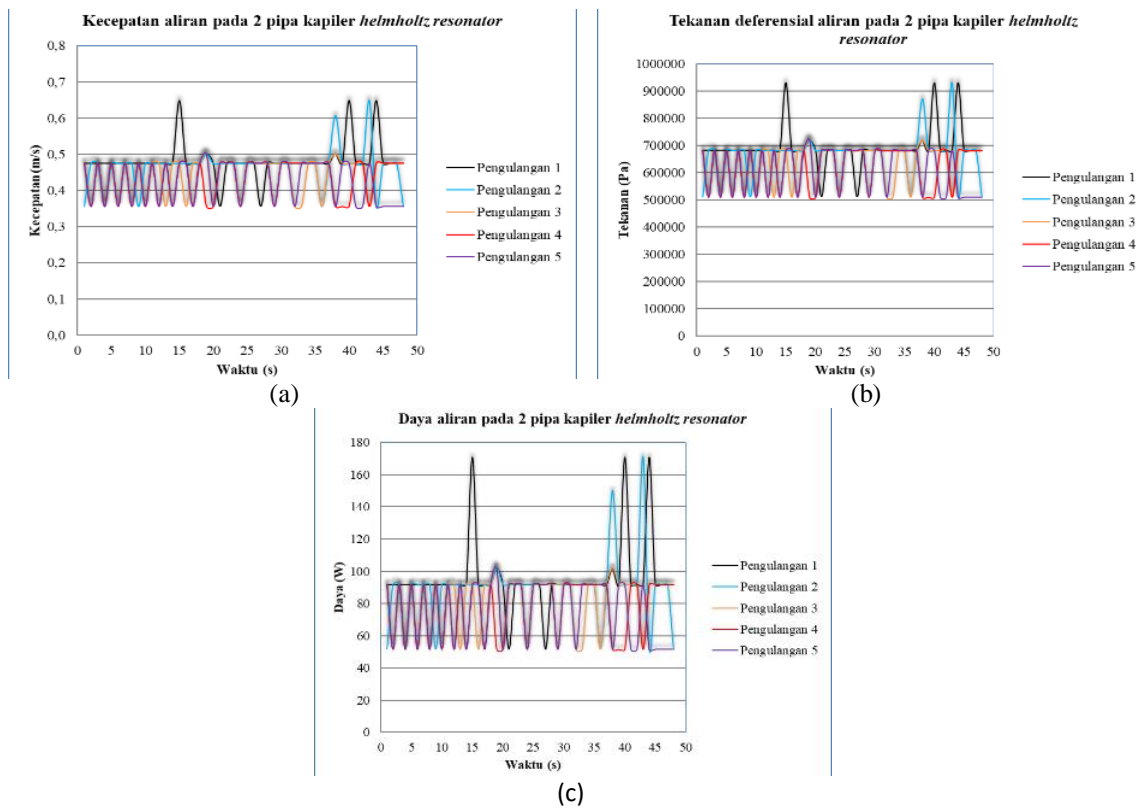 Kecepatan aliran pada 2 pipa kapiler helmholtz resonator
0,8
0,7
0,6
0,5
0,4
0,3
0,2
0,1
0,0
Kecepatan (m/s)
0 5 10 15 20 25 30 35 40 45 50
Waktu (s)
Pengulangan 1
Pengulangan 2
Pengulangan 3
Pengulangan 4
Pengulangan 5
(a)
Tekanan deferensial aliran pada 2 pipa kapiler helmholtz
resonator
1000000
900000
800000
700000
600000
500000
400000
300000
200000
100000
0
Tekanan (Pa)
0 5 10 15 20 25 30 35 40 45 50
Waktu (s)
Pengulangan 1
Pengulangan 2
Pengulangan 3
Pengulangan 4
Pengulangan 5
(b)
Daya aliran pada 2 pipa kapiler helmholtz resonator
180
160
140
120
100
80
60
40
20
0
Daya (W)
0 5 10 15 20 25 30 35 40 45 50
Waktu (s)
Pengulangan 1
Pengulangan 2
Pengulangan 3
Pengulangan 4
Pengulangan 5
(c)